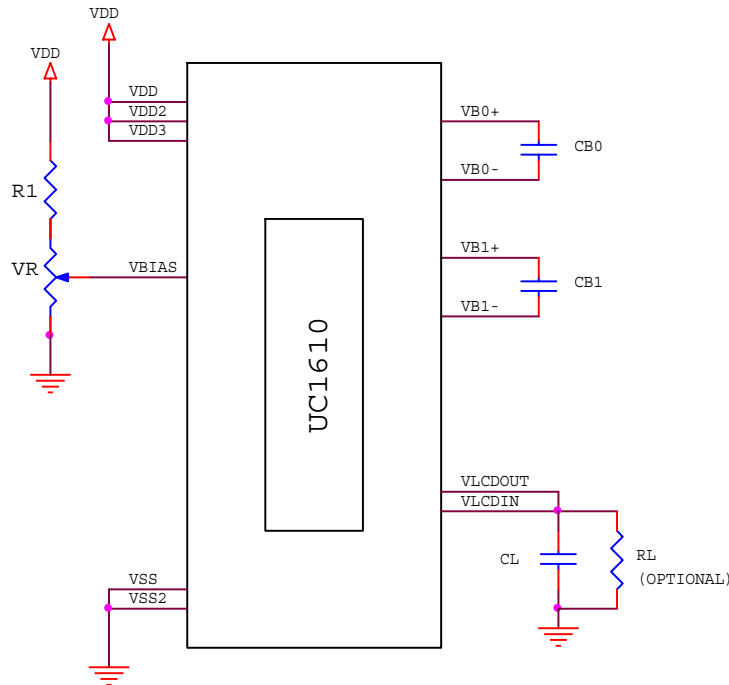 VDD
VDD
VDD
VDD2
VDD3
R1
VR
VBIAS
UC1610
VB0+
CB0
VB0-
VB1+
CB1
VB1-
VLCDOUT
VLCDIN
CL
RL
(OPTIONAL)
VSS
VSS2